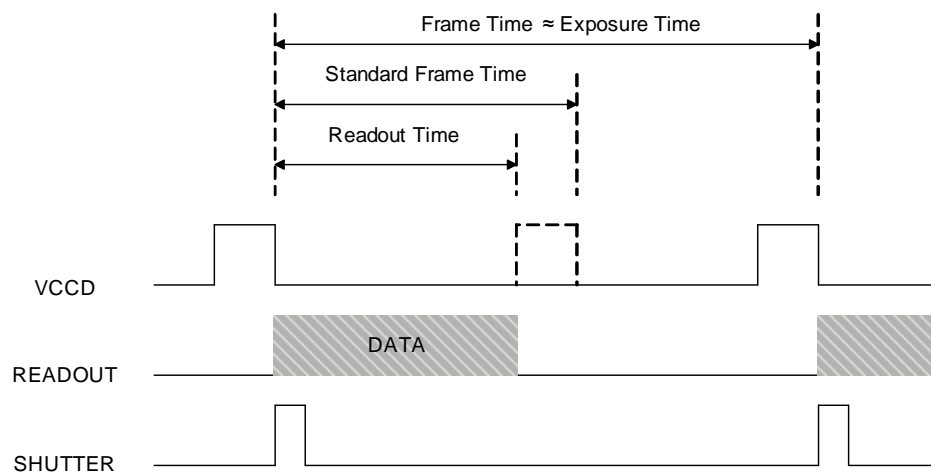 Frame Time ≈ Exposure Time
Standard Frame Time
Readout Time
VCCD
DATA
READOUT
SHUTTER